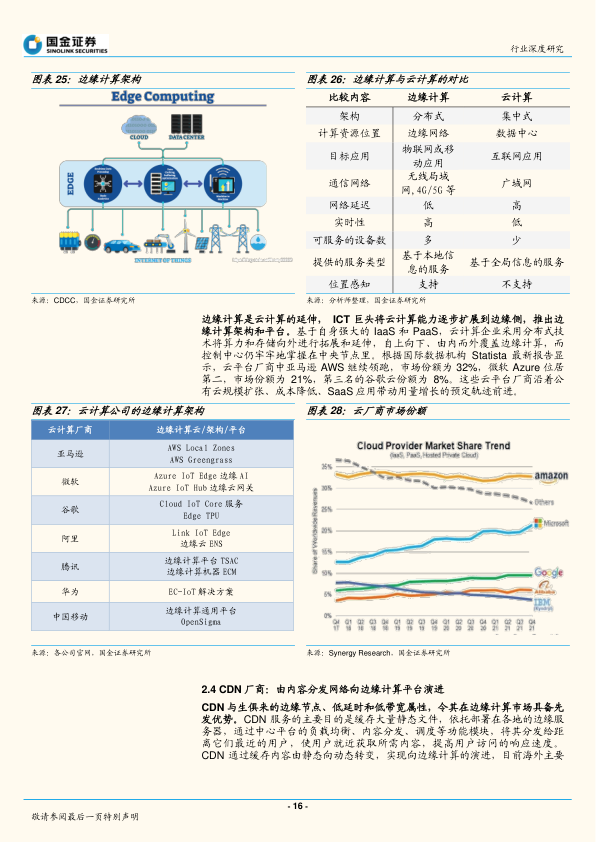 国金证券
SINOLINK SECURITIES
行业深度研究
图表 25：边缘计算架构
Edge Computing
CLOUD
DATA CENTER
EDGE
INTERNET OF THINGS
来源：CDCC，国金证券研究所
图表 26：边缘计算与云计算的对比
比较内容 边缘计算 云计算
架构 分布式 集中式
计算资源位置 边缘网络 数据中心
目标应用 物联网或移动应用 互联网应用
通信网络 无线局域网,4G/5G 等 广域网
网络延迟 低 高
实时性 高 低
可服务的设备数 多 少
提供的服务类型 基于本地信息的服务 基于全局信息的服务
位置感知 支持 不支持
来源：分析师整理，国金证券研究所
边缘计算是云计算的延伸， ICT 巨头将云计算能力逐步扩展到边缘侧，推出边
缘计算架构和平台。基于自身强大的 IaaS 和 PaaS，云计算企业采用分布式技
术将算力和存储向外进行拓展和延伸，自上向下、由内而外覆盖边缘计算，而
控制中心仍牢牢地掌握在中央节点里。根据国际数据机构 Statista 最新报告显
示，云平台厂商中亚马逊 AWS 继续领跑，市场份额为 32%，微软 Azure 位居
第二，市场份额为 21%，第三名的谷歌云份额为 8%。这些云平台厂商沿着公
有云规模扩张、成本降低、SaaS 应用带动用量增长的预定轨迹前进。
图表 27：云计算公司的边缘计算架构
云计算厂商 边缘计算云/架构/平台
亚马逊 AWS Local Zones
AWS Greengrass
微软 Azure IoT Edge 边缘 AI
Azure IoT Hub 边缘云网关
谷歌 Cloud IoT Core 服务
Edge TPU
阿里 Link IoT Edge
边缘云 ENS
腾讯 边缘计算平台 TSAC
边缘计算机器 ECM
华为 EC-IoT 解决方案
中国移动 边缘计算通用平台
OpenSigma
来源：各公司官网，国金证券研究所
图表 28：云厂商市场份额
Cloud Provider Market Share Trend
(IaaS, PaaS, Hosted Private Cloud)
Share of Worldwide Revenues
35%
30%
25%
20%
15%
10%
5%
0%
amazon
Others
Microsoft
Google
Alibaba
IBM
Q4 Q1 Q2 Q3 Q4 Q1 Q2 Q3 Q4 Q1 Q2 Q3 Q4 Q1 Q2 Q3 Q4
17 18 18 18 18 19 19 19 19 20 20 20 20 21 21 21 21
来源：Synergy Research，国金证券研究所
2.4 CDN 厂商：由内容分发网络向边缘计算平台演进
CDN 与生俱来的边缘节点、低延时和低带宽属性，令其在边缘计算市场具备先
发优势。CDN 服务的主要目的是缓存大量静态文件，依托部署在各地的边缘服
务器，通过中心平台的负载均衡、内容分发、调度等功能模块，将其分发给距
离它们最近的用户，使用户就近获取所需内容，提高用户访问的响应速度。
CDN 通过缓存内容由静态向动态转变，实现向边缘计算的演进，目前海外主要
- 16 -
敬请参阅最后一页特别声明